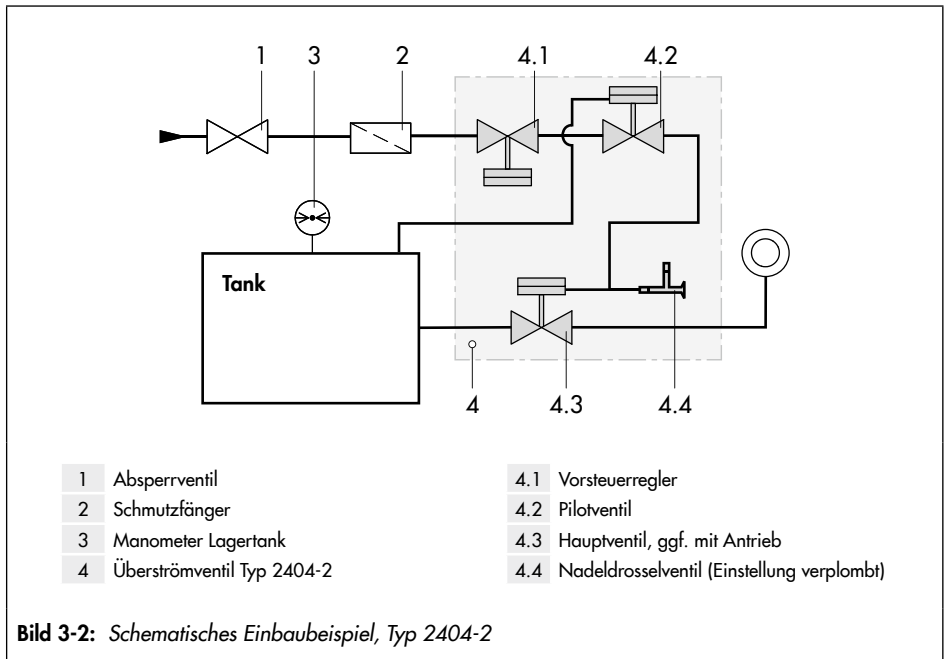 1 3 2 4.1 4.2
Tank
4 4.3 4.4
1 Absperrventil
2 Schmutzfänger
3 Manometer Lagertank
4 Überströmventil Typ 2404-2
4.1 Vorsteuerregler
4.2 Pilotventil
4.3 Hauptventil, ggf. mit Antrieb
4.4 Nadeldrosselventil (Einstellung verplombt)
Bild 3-2: Schematisches Einbaubeispiel, Typ 2404-2